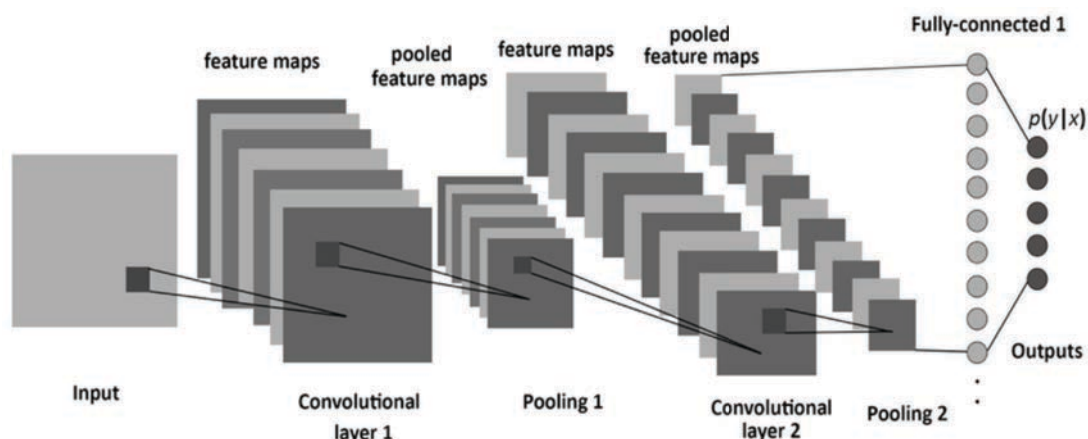 Fully-connected 1
feature maps
pooled
feature maps
feature maps
pooled
feature maps
p(y|x)
Outputs
Input
Convolutional
layer 1
Pooling 1
Convolutional
layer 2
Pooling 2